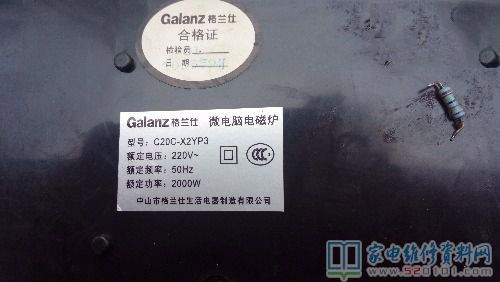 Galanz 格兰仕
合格证
检验员
日期
Galanz 格兰仕 微电脑电磁炉
型号: C20C-X2YP3
额定电压: 220V~
额定频率: 50Hz
额定功率: 2000W
中山市格兰仕生活电器制造有限公司
家电维修资料网
www.520101.com